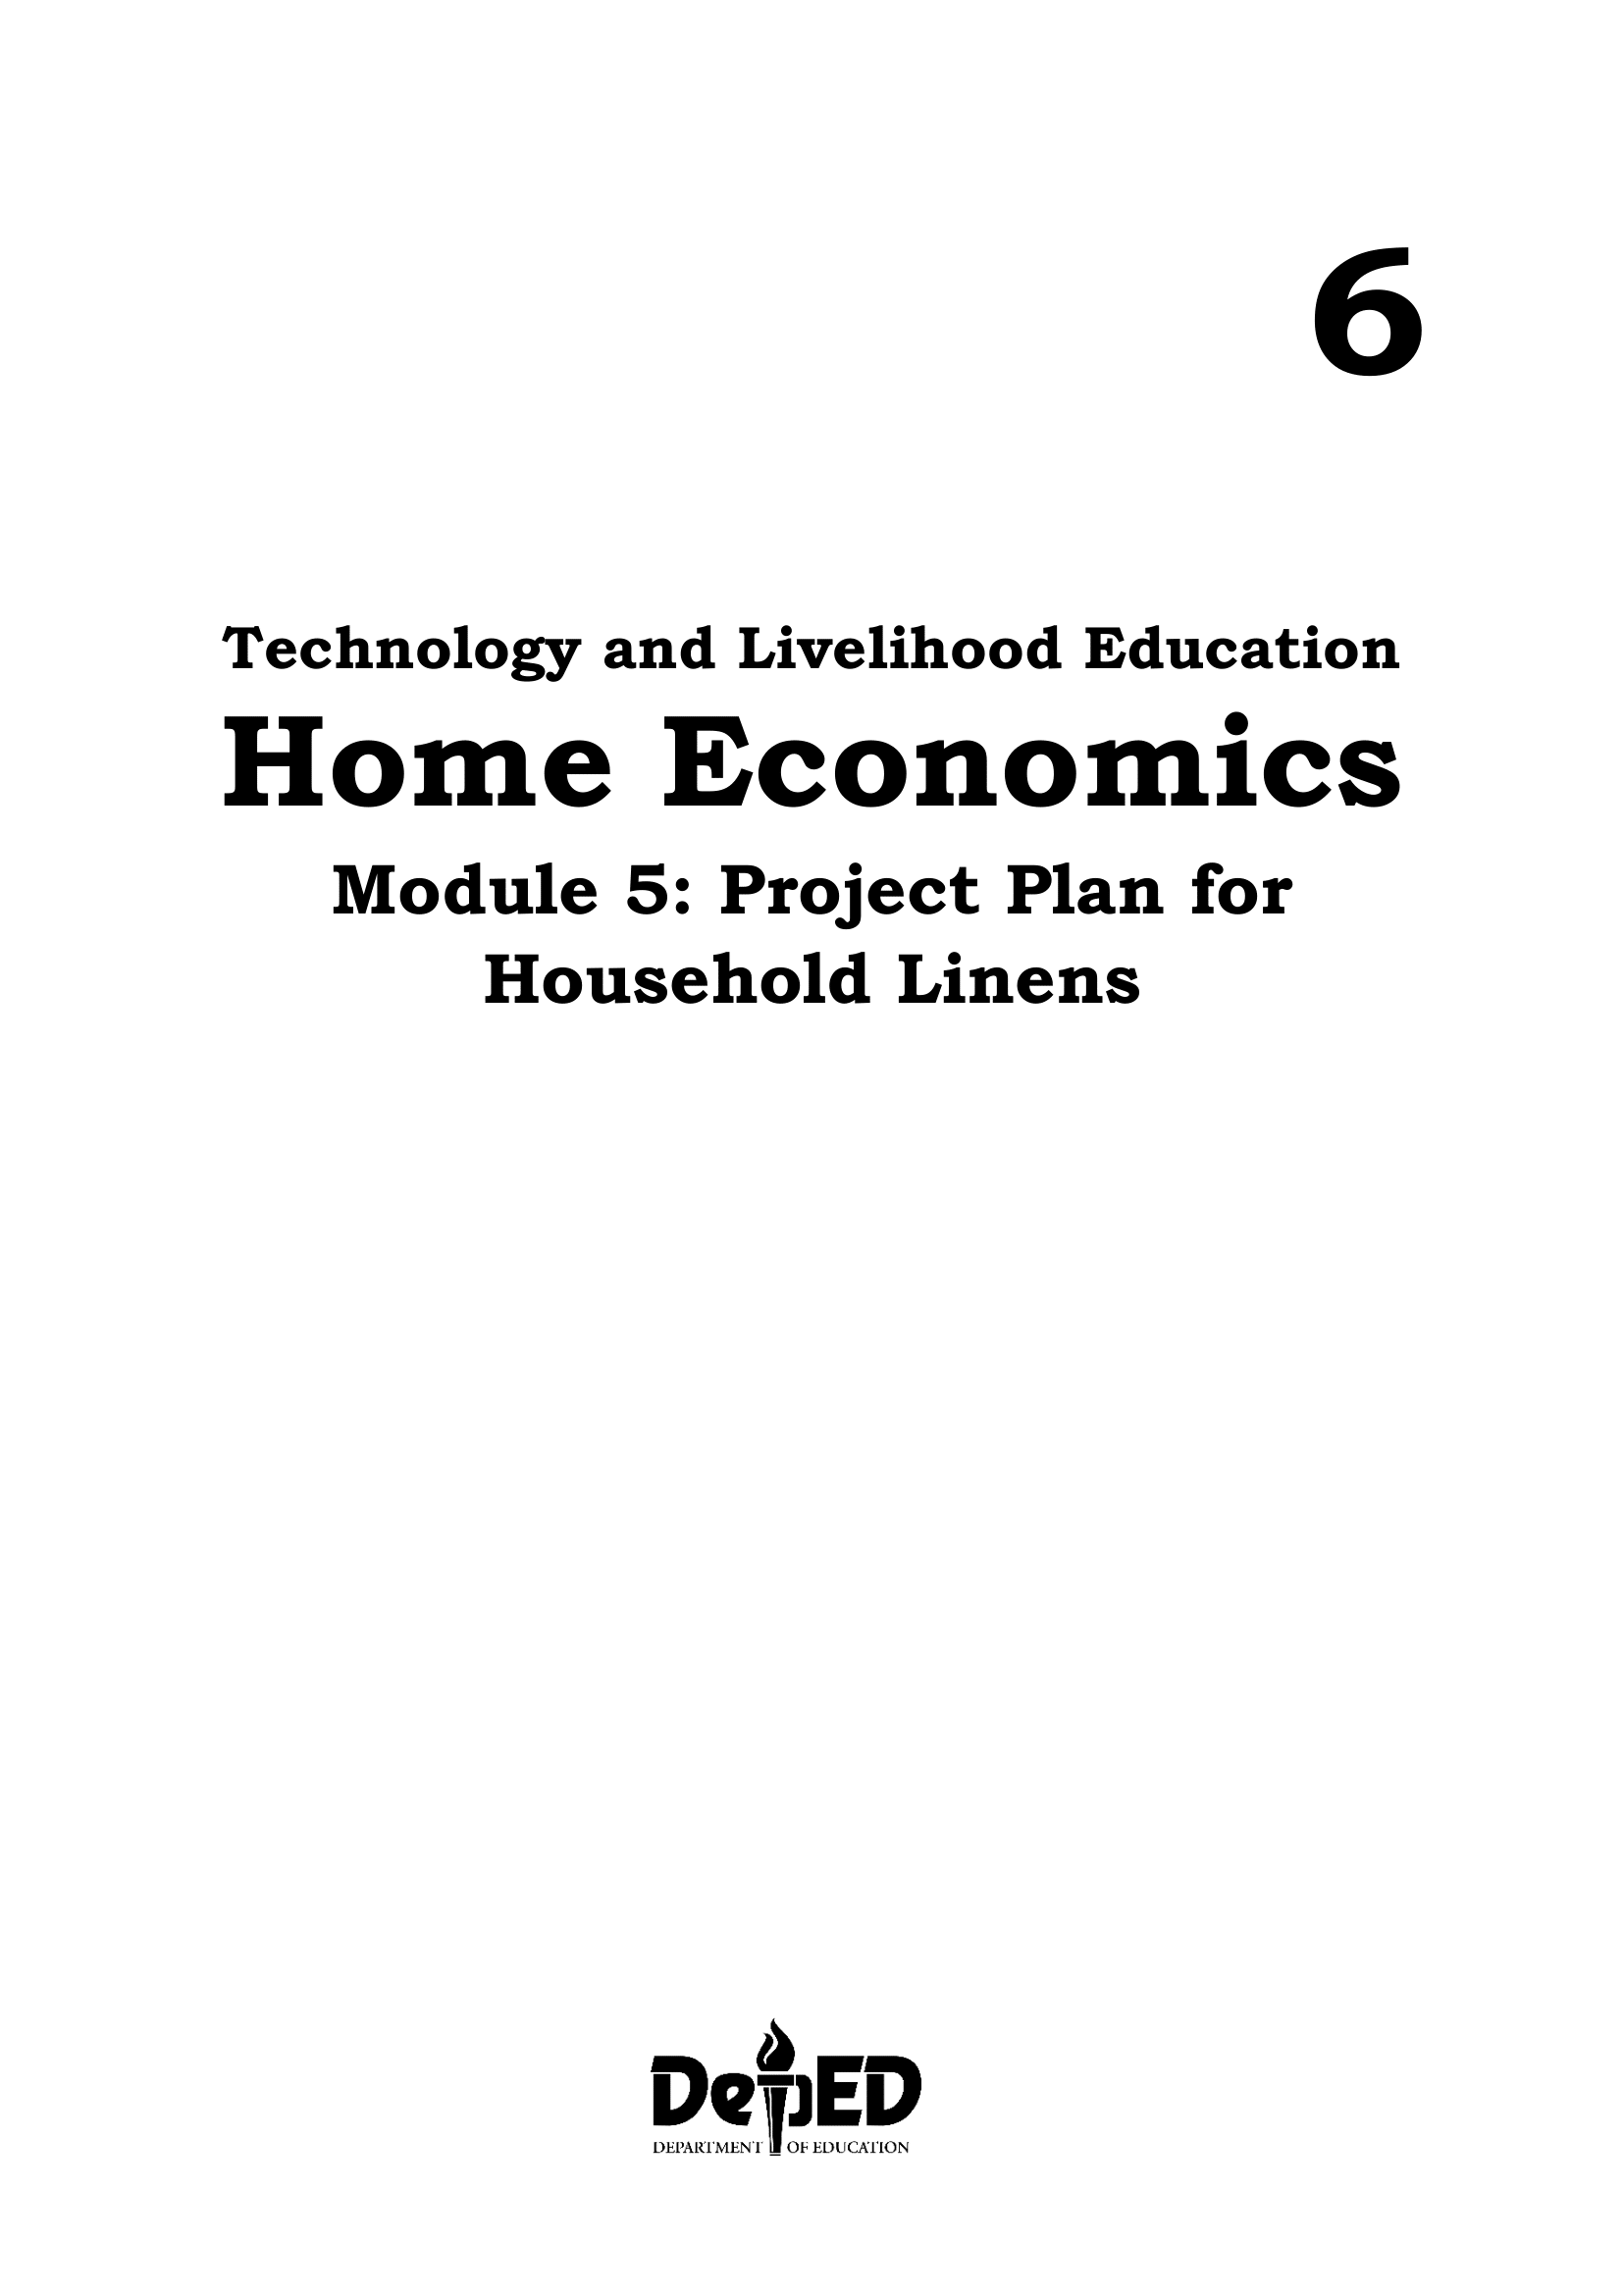 6
Technology and Livelihood Education
Home Economics
Module 5: Project Plan for
Household Linens
DepED
DEPARTMENT OF EDUCATION